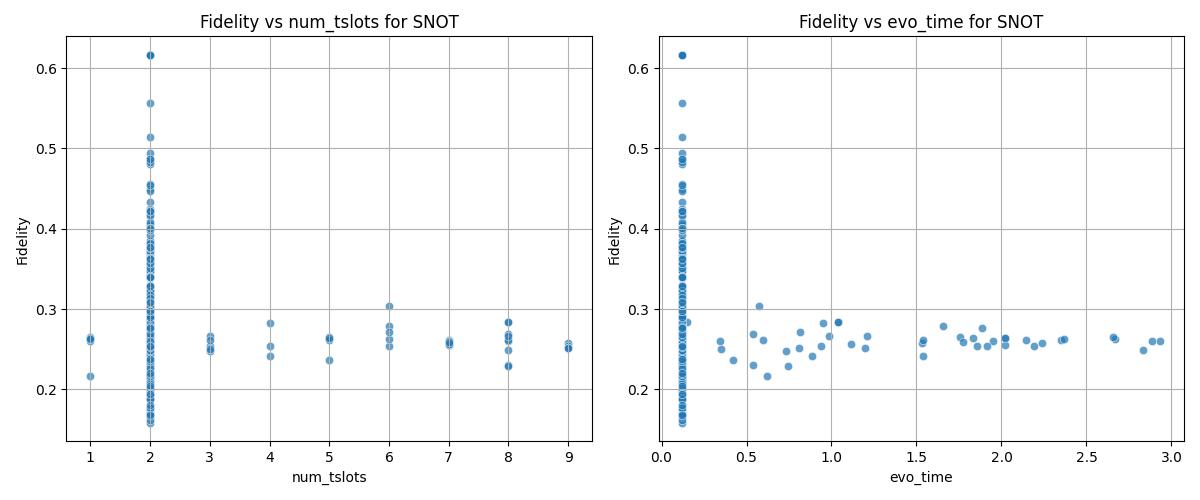 Fidelity vs num_tslots for SNOT
Fidelity
0.6
0.5
0.4
0.3
0.2
1 2 3 4 5 6 7 8 9
num_tslots
Fidelity vs evo_time for SNOT
Fidelity
0.6
0.5
0.4
0.3
0.2
0.0 0.5 1.0 1.5 2.0 2.5 3.0
evo_time